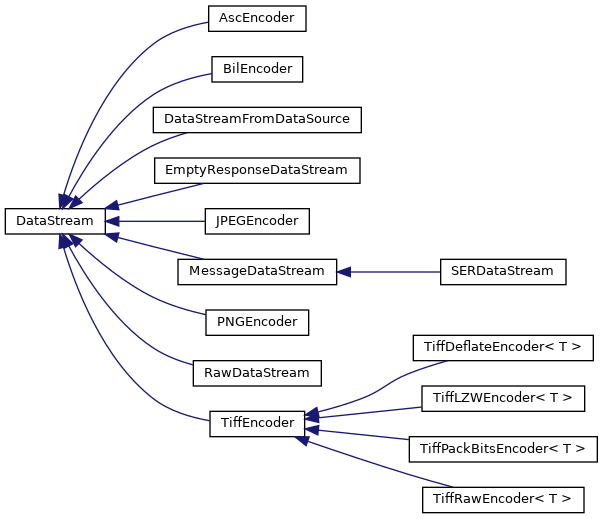 AscEncoder
BilEncoder
DataStreamFromDataSource
EmptyResponseDataStream
DataStream
JPEGEncoder
MessageDataStream
SERDataStream
PNGEncoder
TiffDeflateEncoder< T >
RawDataStream
TiffLZWEncoder< T >
TiffEncoder
TiffPackBitsEncoder< T >
TiffRawEncoder< T >